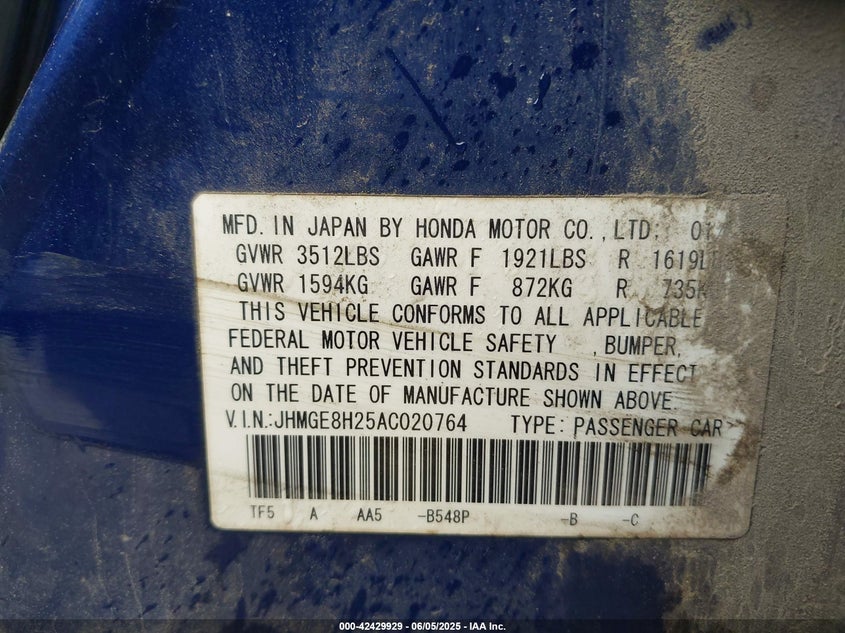 MFD. IN JAPAN BY HONDA MOTOR CO., LTD.
GVWR 3512LBS GAWR F 1921LBS R 1619
GVWR 1594KG GAWR F 872KG R 735
THIS VEHICLE CONFORMS TO ALL APPLICABLE
FEDERAL MOTOR VEHICLE SAFETY , BUMPER,
AND THEFT PREVENTION STANDARDS IN EFFECT
ON THE DATE OF MANUFACTURE SHOWN ABOVE.
V.I.N.:JHMGE8H25AC020764 TYPE: PASSENGER CAR
TF5 A AA5 -B548P -B -C
000-42429929 - 06/05/2025 - IAA Inc.